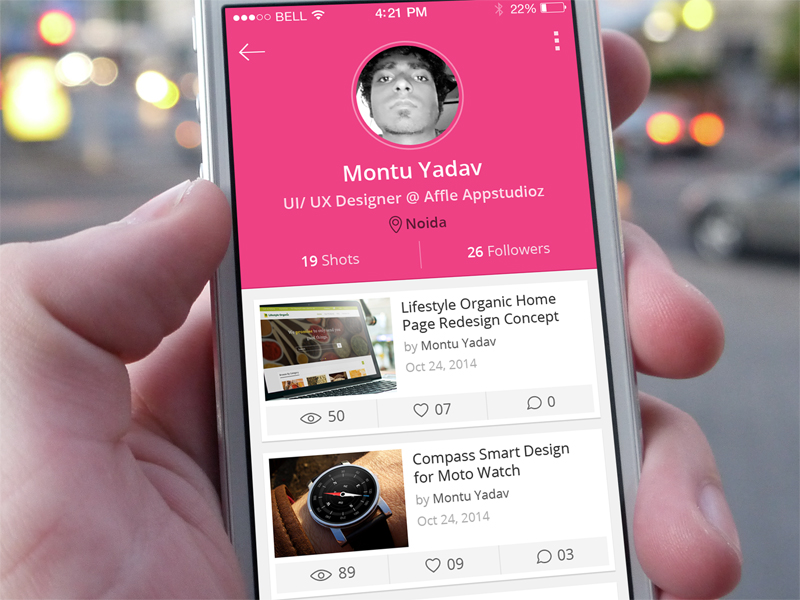 BELL
4:21 PM
22%
Montu Yadav
UI/ UX Designer @ Affle Appstudioz
Noida
19 Shots
26 Followers
Lifestyle Organic Home
Page Redesign Concept
by Montu Yadav
Oct 24, 2014
50
07
0
Compass Smart Design
for Moto Watch
by Montu Yadav
Oct 24, 2014
89
09
03